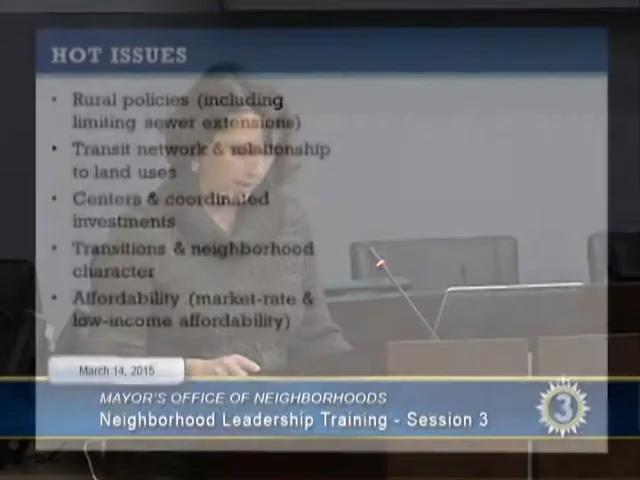 HOT ISSUES
• Rural policies (including
limiting sewer extensions)
• Transit network & relationship
to land uses
• Centers & coordinated
investments
• Transitions & neighborhood
character
• Affordability (market-rate &
low-income affordability)
March 14, 2015
MAYOR'S OFFICE OF NEIGHBORHOODS
Neighborhood Leadership Training - Session 3
3